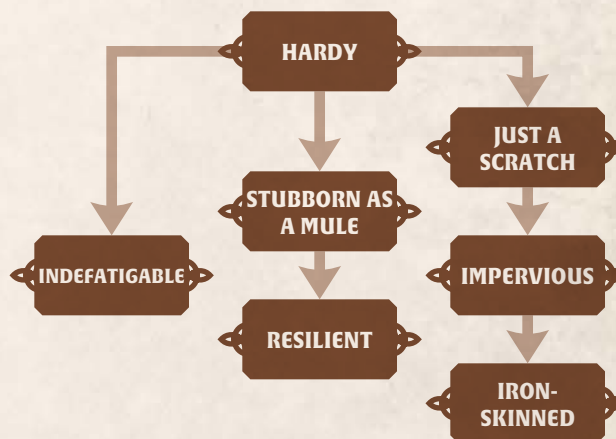 HARDY
JUST A
SCRATCH
STUBBORN AS
A MULE
INDEFATIGABLE
IMPERVIOUS
RESILIENT
IRON-
SKINNED